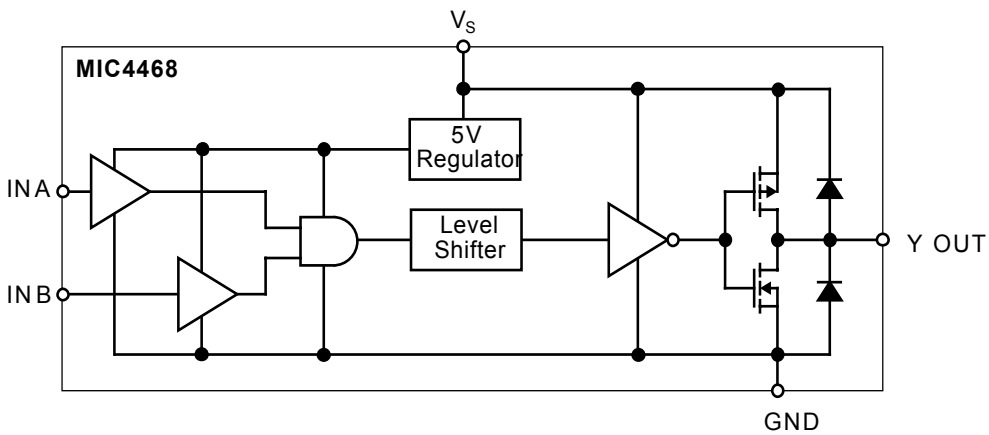 VS
MIC4468
5V
Regulator
INA
Level
Shifter
Y OUT
INB
GND